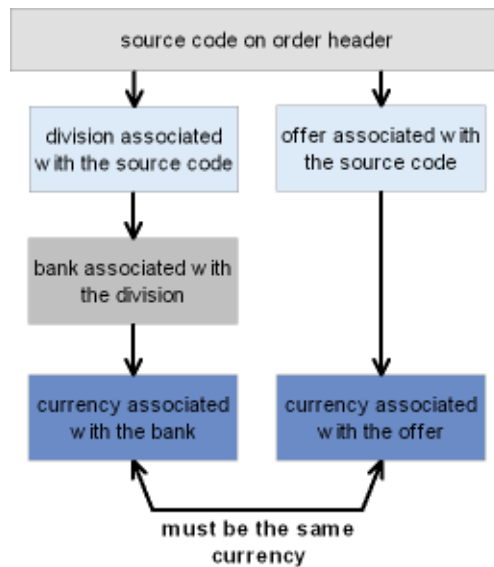 source code on order header
division associated
with the source code
offer associated with
the source code
bank associated with
the division
currency associated
with the bank
currency associated
with the offer
must be the same
currency